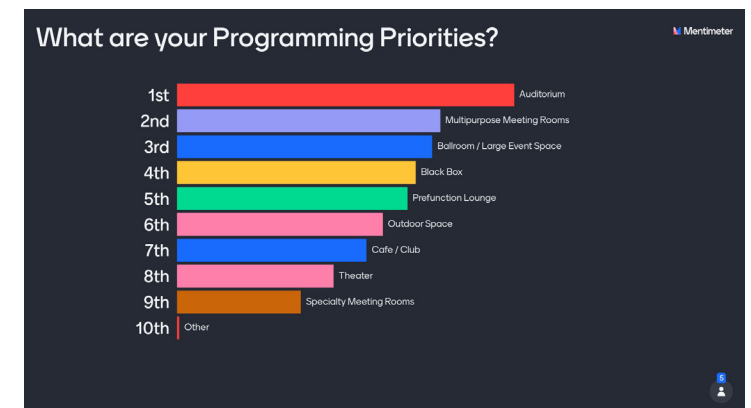 What are your Programming Priorities?
Mentimeter
1st Auditorium
2nd Multipurpose Meeting Rooms
3rd Ballroom / Large Event Space
4th Black Box
5th Prefunction Lounge
6th Outdoor Space
7th Cafe / Club
8th Theater
9th Specialty Meeting Rooms
10th Other
5